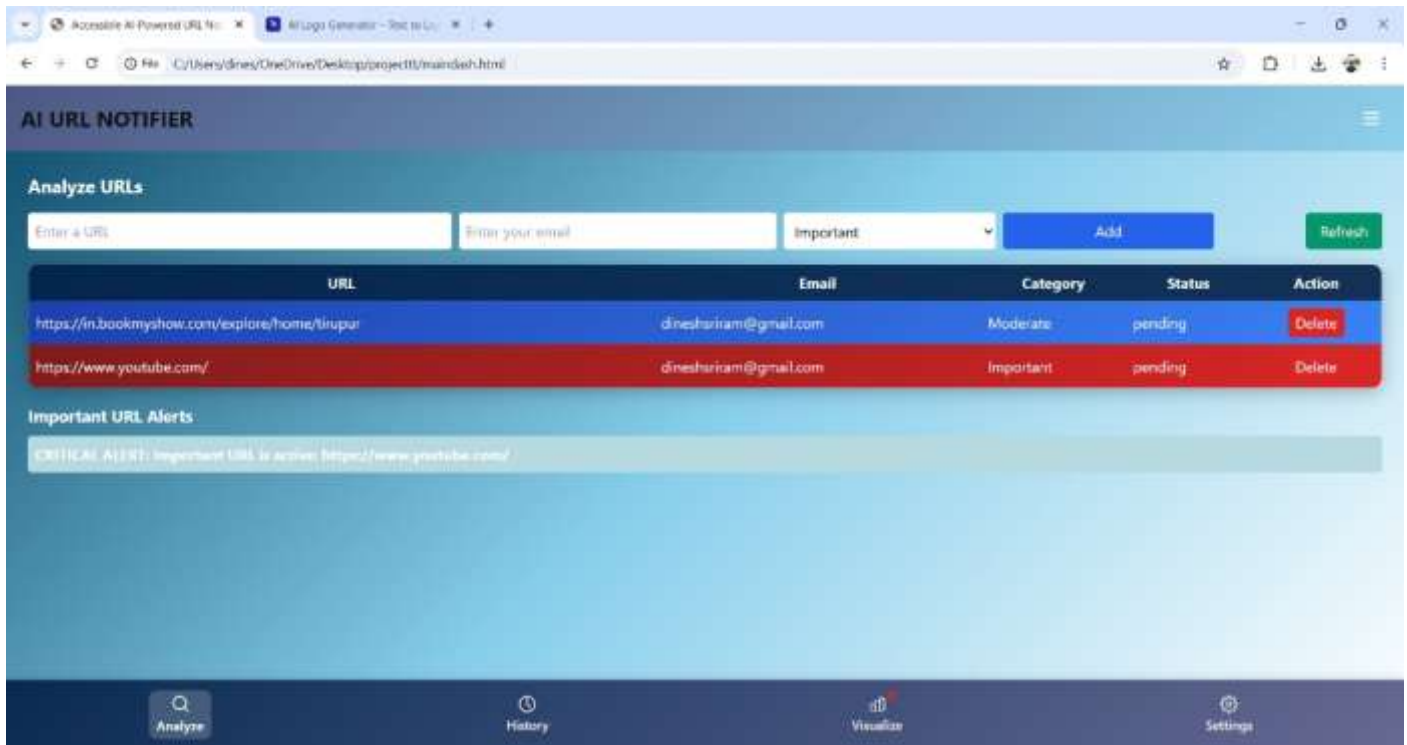 Accessible AI-Powered URL No
AI Logo Generator - Text to Lo
File C:/Users/dines/OneDrive/Desktop/projecttt/maindash.html
AI URL NOTIFIER
Analyze URLs
Enter a URL Enter your email Important Add Refresh
URL Email Category Status Action
https://in.bookmyshow.com/explore/home/tirupur dineshsriram@gmail.com Moderate pending Delete
https://www.youtube.com/ dineshsriram@gmail.com Important pending Delete
Important URL Alerts
CRITICAL ALERT: Important URL is active: https://www.youtube.com/
Analyze History Visualize Settings